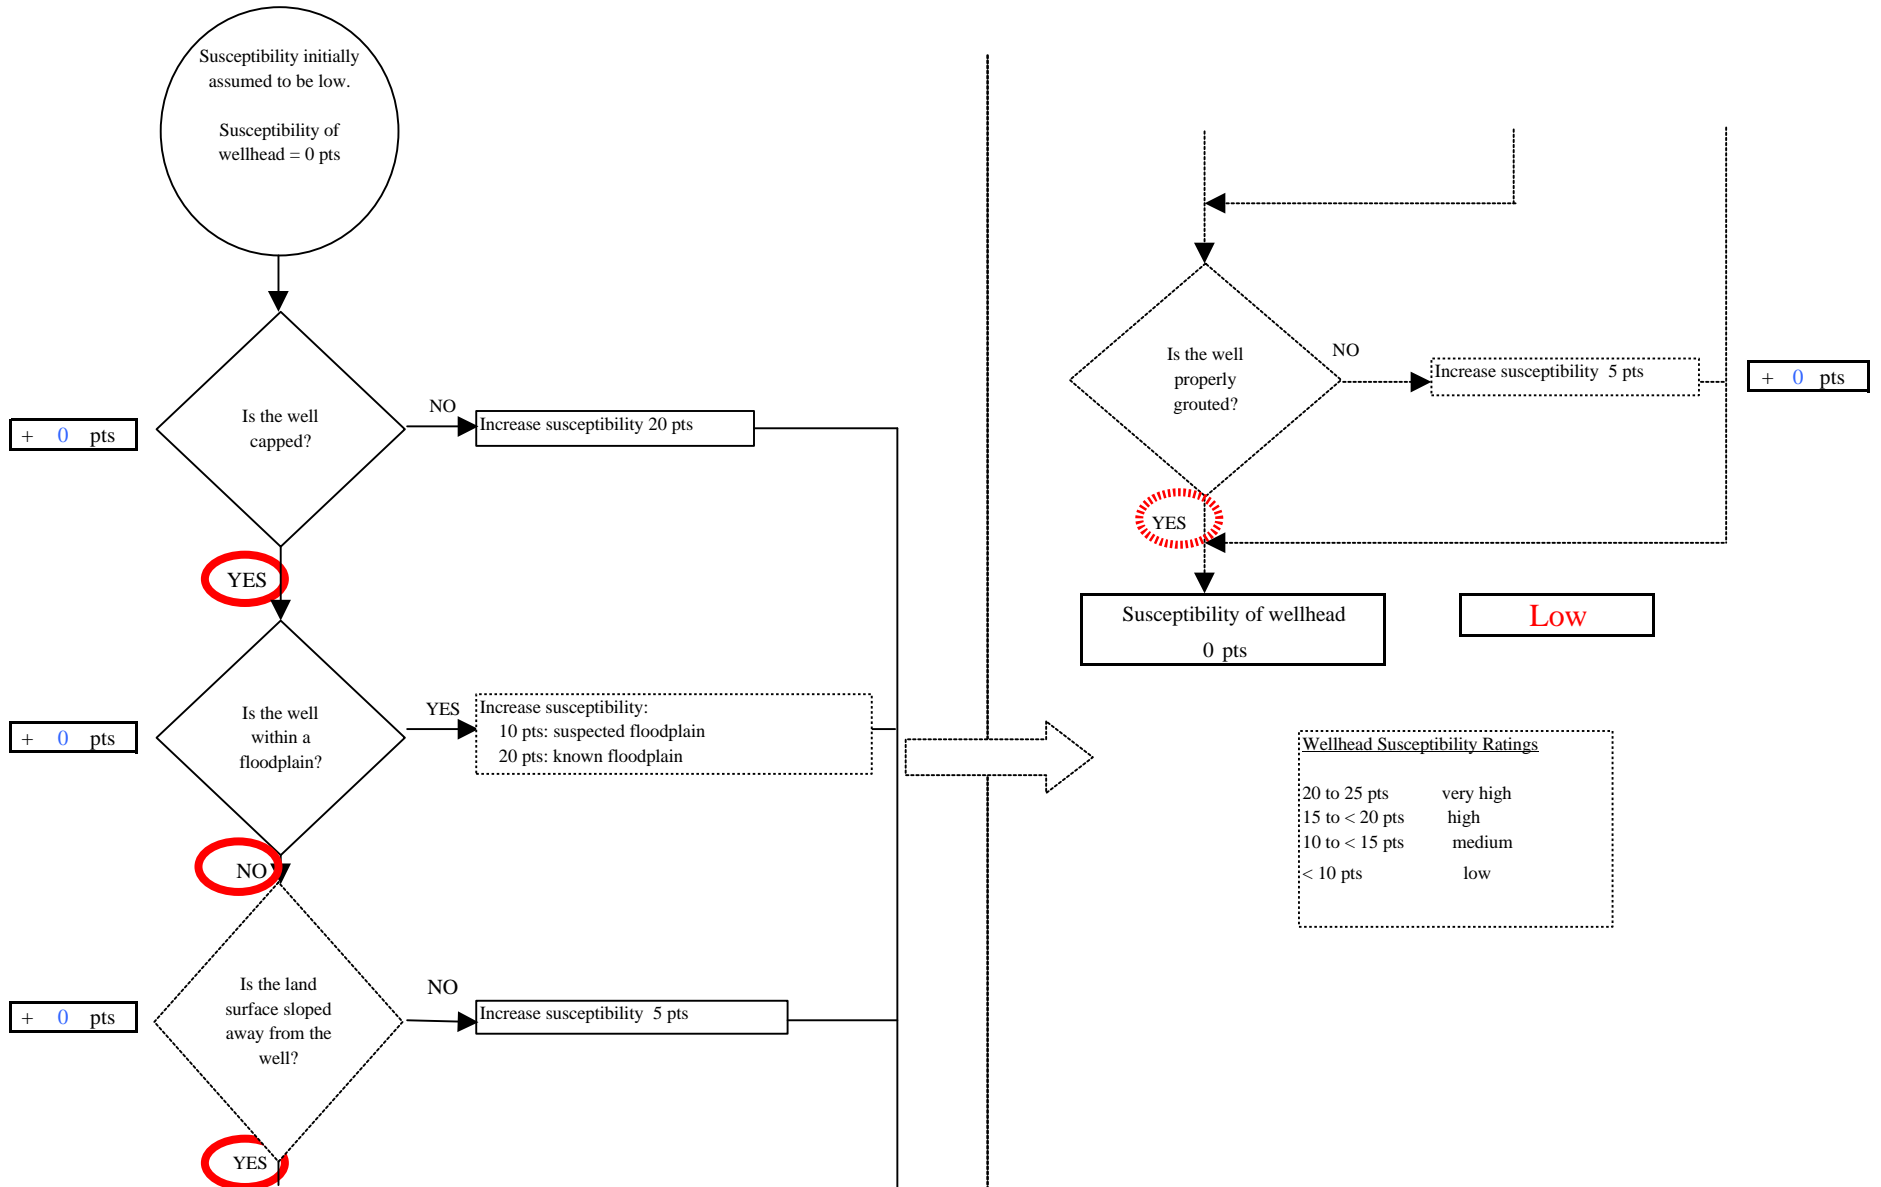 Susceptibility initially
assumed to be low.
Susceptibility of
wellhead = 0 pts
Is the well
capped?
NO
Increase susceptibility 20 pts
+ 0 pts
YES
Is the well
within a
floodplain?
YES
Increase susceptibility:
10 pts: suspected floodplain
20 pts: known floodplain
+ 0 pts
NO
Is the land
surface sloped
away from the
well?
NO
Increase susceptibility 5 pts
+ 0 pts
YES
Is the well
properly
grouted?
NO
Increase susceptibility 5 pts
+ 0 pts
YES
Susceptibility of wellhead
0 pts
Low
Wellhead Susceptibility Ratings
20 to 25 pts very high
15 to < 20 pts high
10 to < 15 pts medium
< 10 pts low